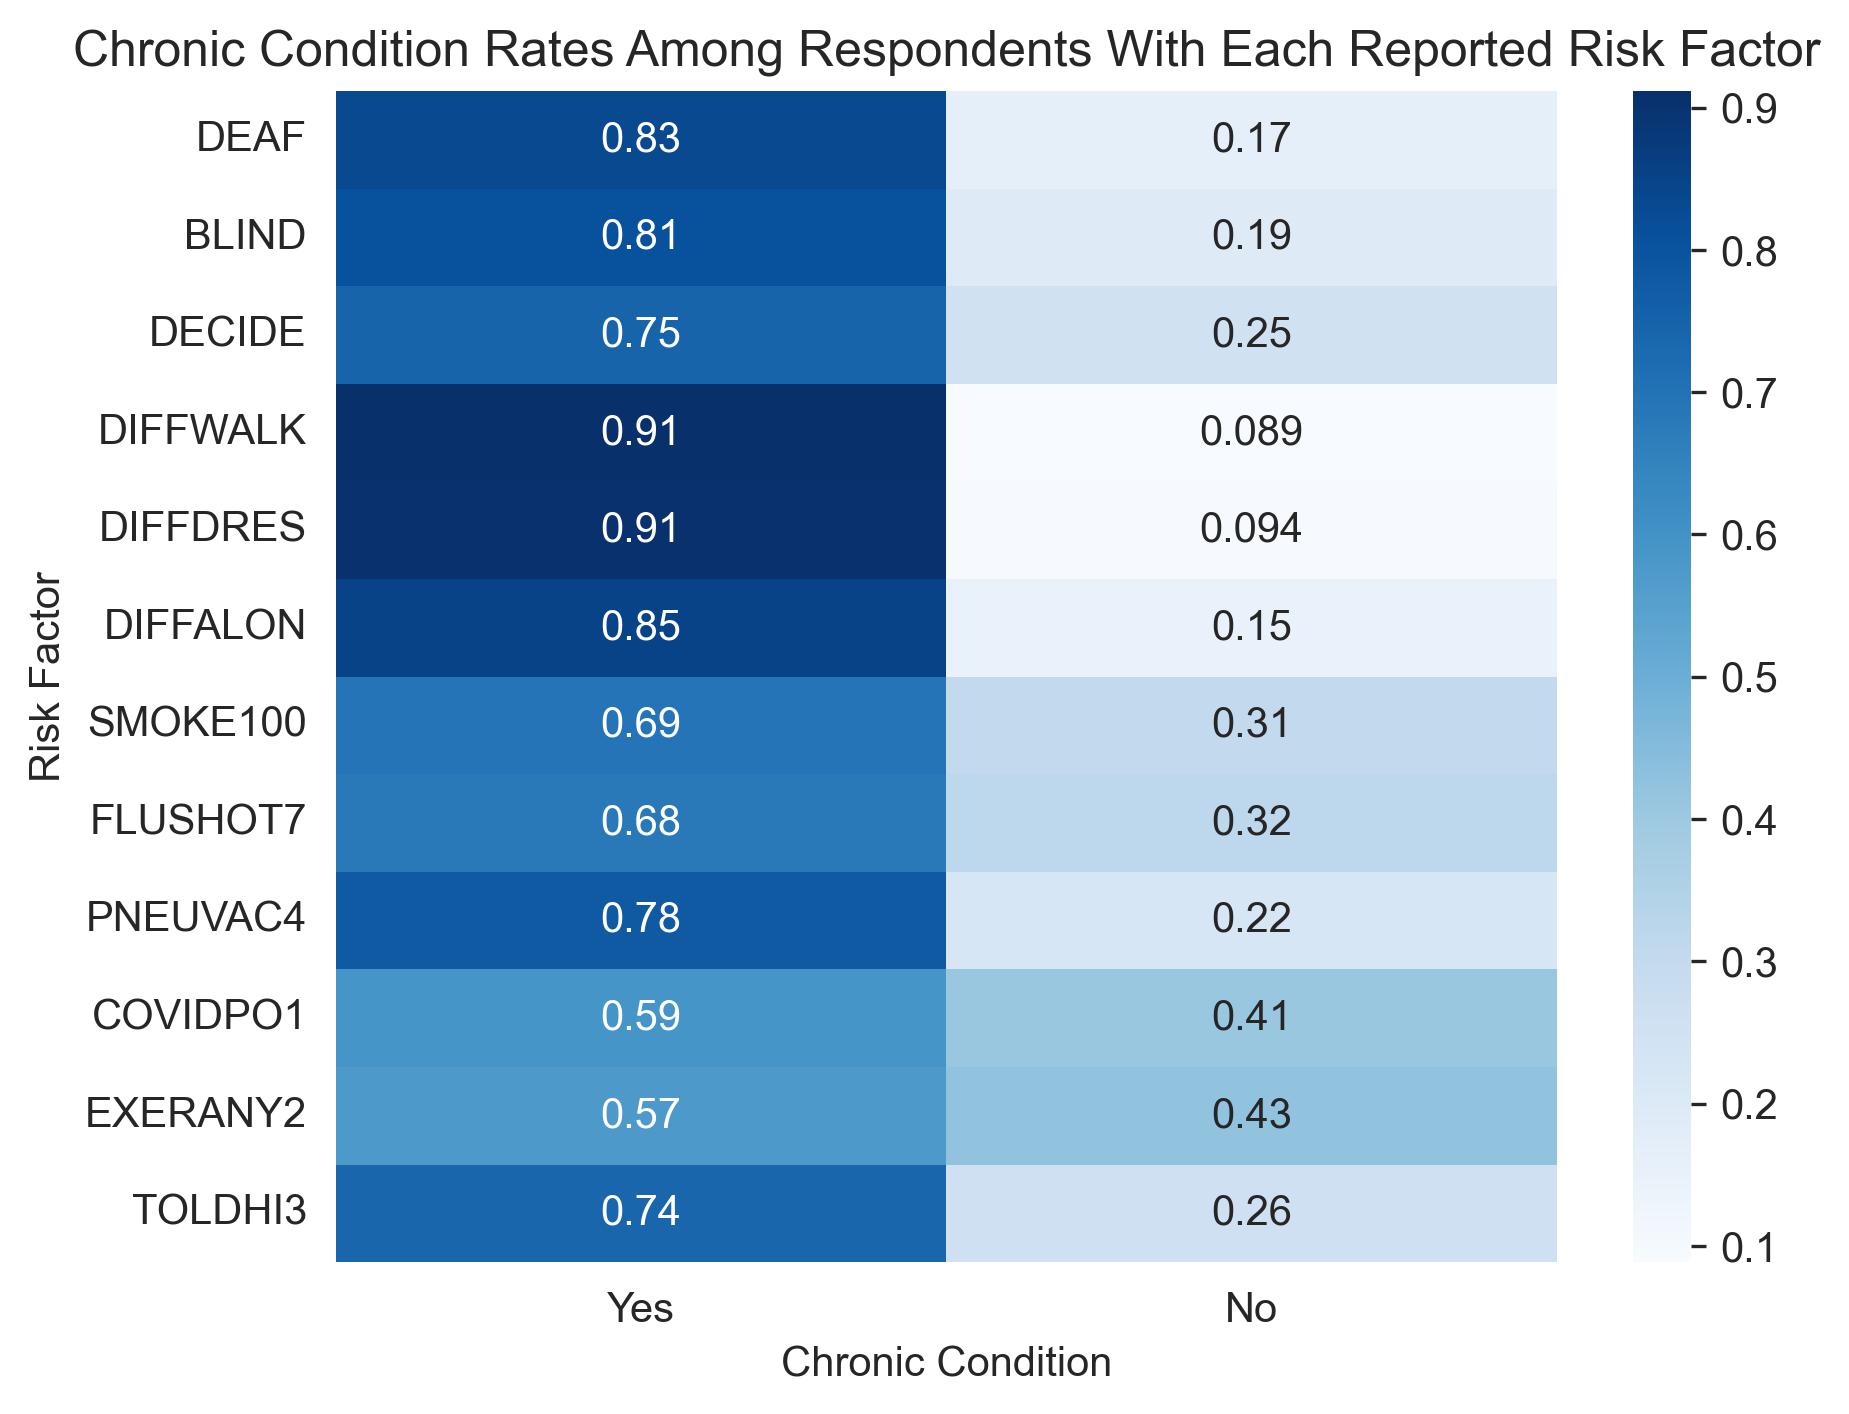 Chronic Condition Rates Among Respondents With Each Reported Risk Factor
DEAF 0.83 0.17
BLIND 0.81 0.19
DECIDE 0.75 0.25
DIFFWALK 0.91 0.089
DIFFDRES 0.91 0.094
DIFFALON 0.85 0.15
SMOKE100 0.69 0.31
FLUSHOT7 0.68 0.32
PNEUVAC4 0.78 0.22
COVIDPO1 0.59 0.41
EXERANY2 0.57 0.43
TOLDHI3 0.74 0.26
Risk Factor
Yes No
Chronic Condition
0.9
0.8
0.7
0.6
0.5
0.4
0.3
0.2
0.1